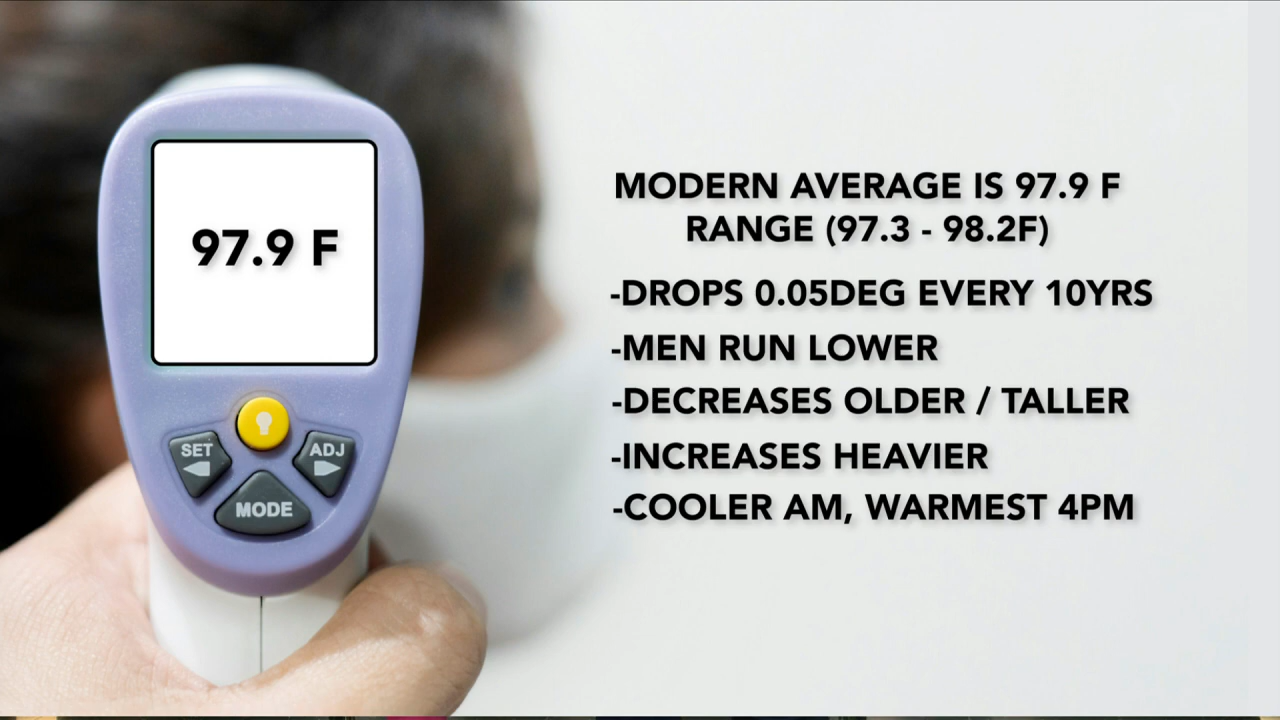 97.9 F
SET
ADJ
MODE
MODERN AVERAGE IS 97.9 F
RANGE (97.3 - 98.2F)
-DROPS 0.05DEG EVERY 10YRS
-MEN RUN LOWER
-DECREASES OLDER / TALLER
-INCREASES HEAVIER
-COOLER AM, WARMEST 4PM